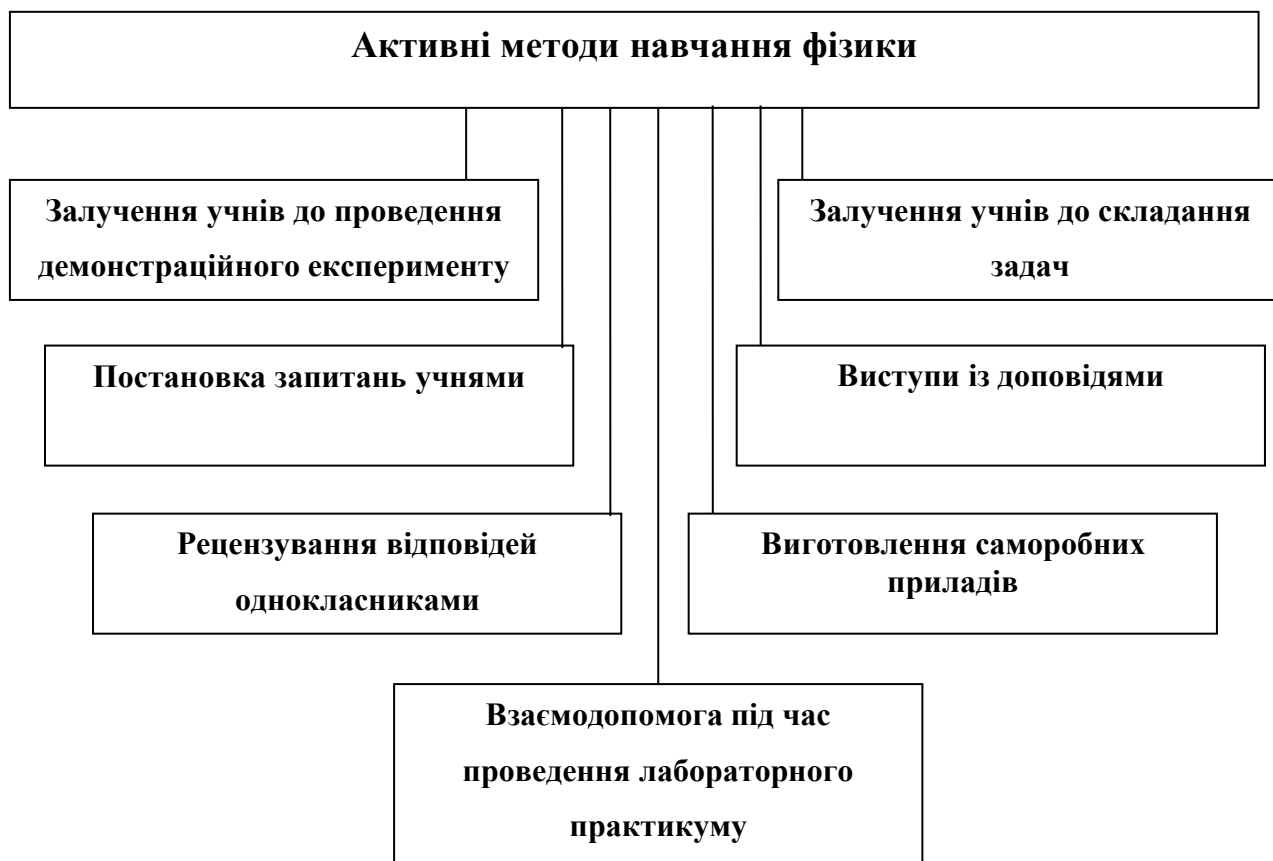 Активні методи навчання фізики
Залучення учнів до проведення
демонстраційного експерименту
Залучення учнів до складання
задач
Постановка запитань учнями
Виступи із доповідями
Рецензування відповідей
однокласниками
Виготовлення саморобних
приладів
Взаємодопомога під час
проведення лабораторного
практикуму